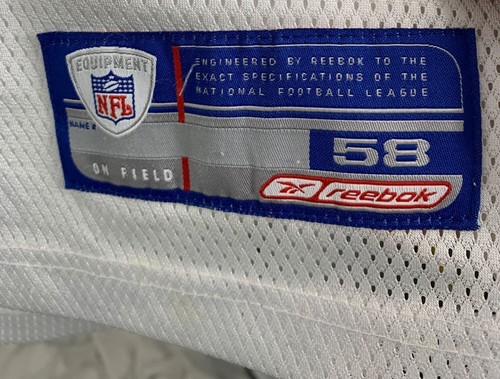 EQUIPMENT
NFL
NAME #
ENGINEERED BY REEBOK TO THE
EXACT SPECIFICATIONS OF THE
NATIONAL FOOTBALL LEAGUE
58
ON FIELD
Reebok